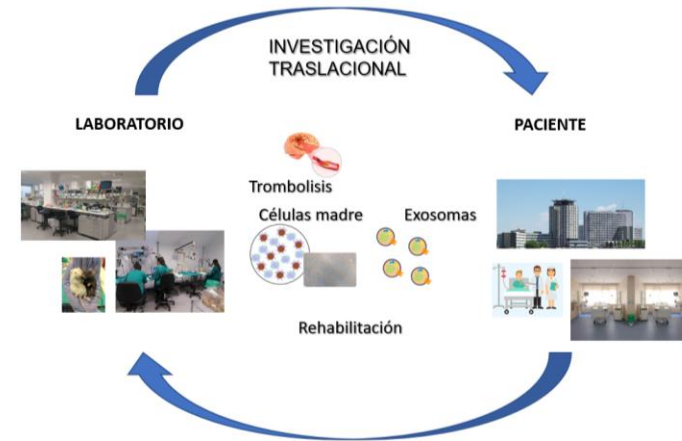 INVESTIGACIÓN
TRASLACIONAL
LABORATORIO
PACIENTE
Trombolisis
Células madre
Exosomas
Rehabilitación